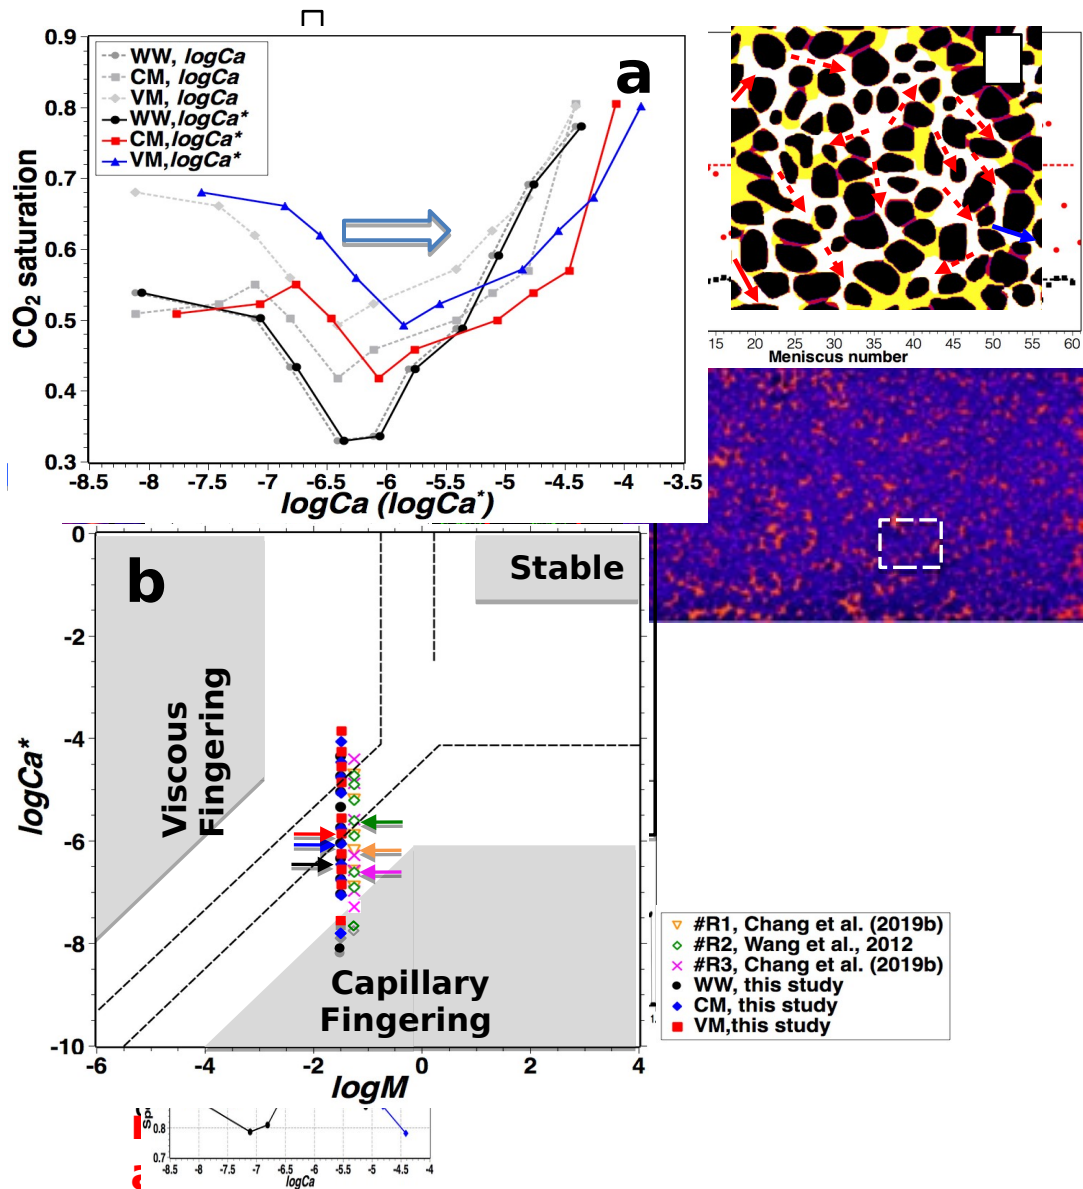 0.9
0.8
0.7
0.6
0.5
0.4
0.3
CO2 saturation
WW, logCa
CM, logCa
VM, logCa
WW,logCa*
CM,logCa*
VM,logCa*
a
-8.5 -8 -7.5 -7 -6.5 -6 -5.5 -5 -4.5 -4 -3.5
logCa (logCa*)
15 20 25 30 35 40 45 50 55 60
Meniscus number
0
-2
-4
-6
-8
-10
logCa*
b
Stable
Viscous
Fingering
Capillary
Fingering
-6 -4 -2 0 2 4
logM
#R1, Chang et al. (2019b)
#R2, Wang et al., 2012
#R3, Chang et al. (2019b)
WW, this study
CM, this study
VM,this study
0.8
0.7
-8.5 -8 -7.5 -7 -6.5 -6 -5.5 -5 -4.5 -4
logCa